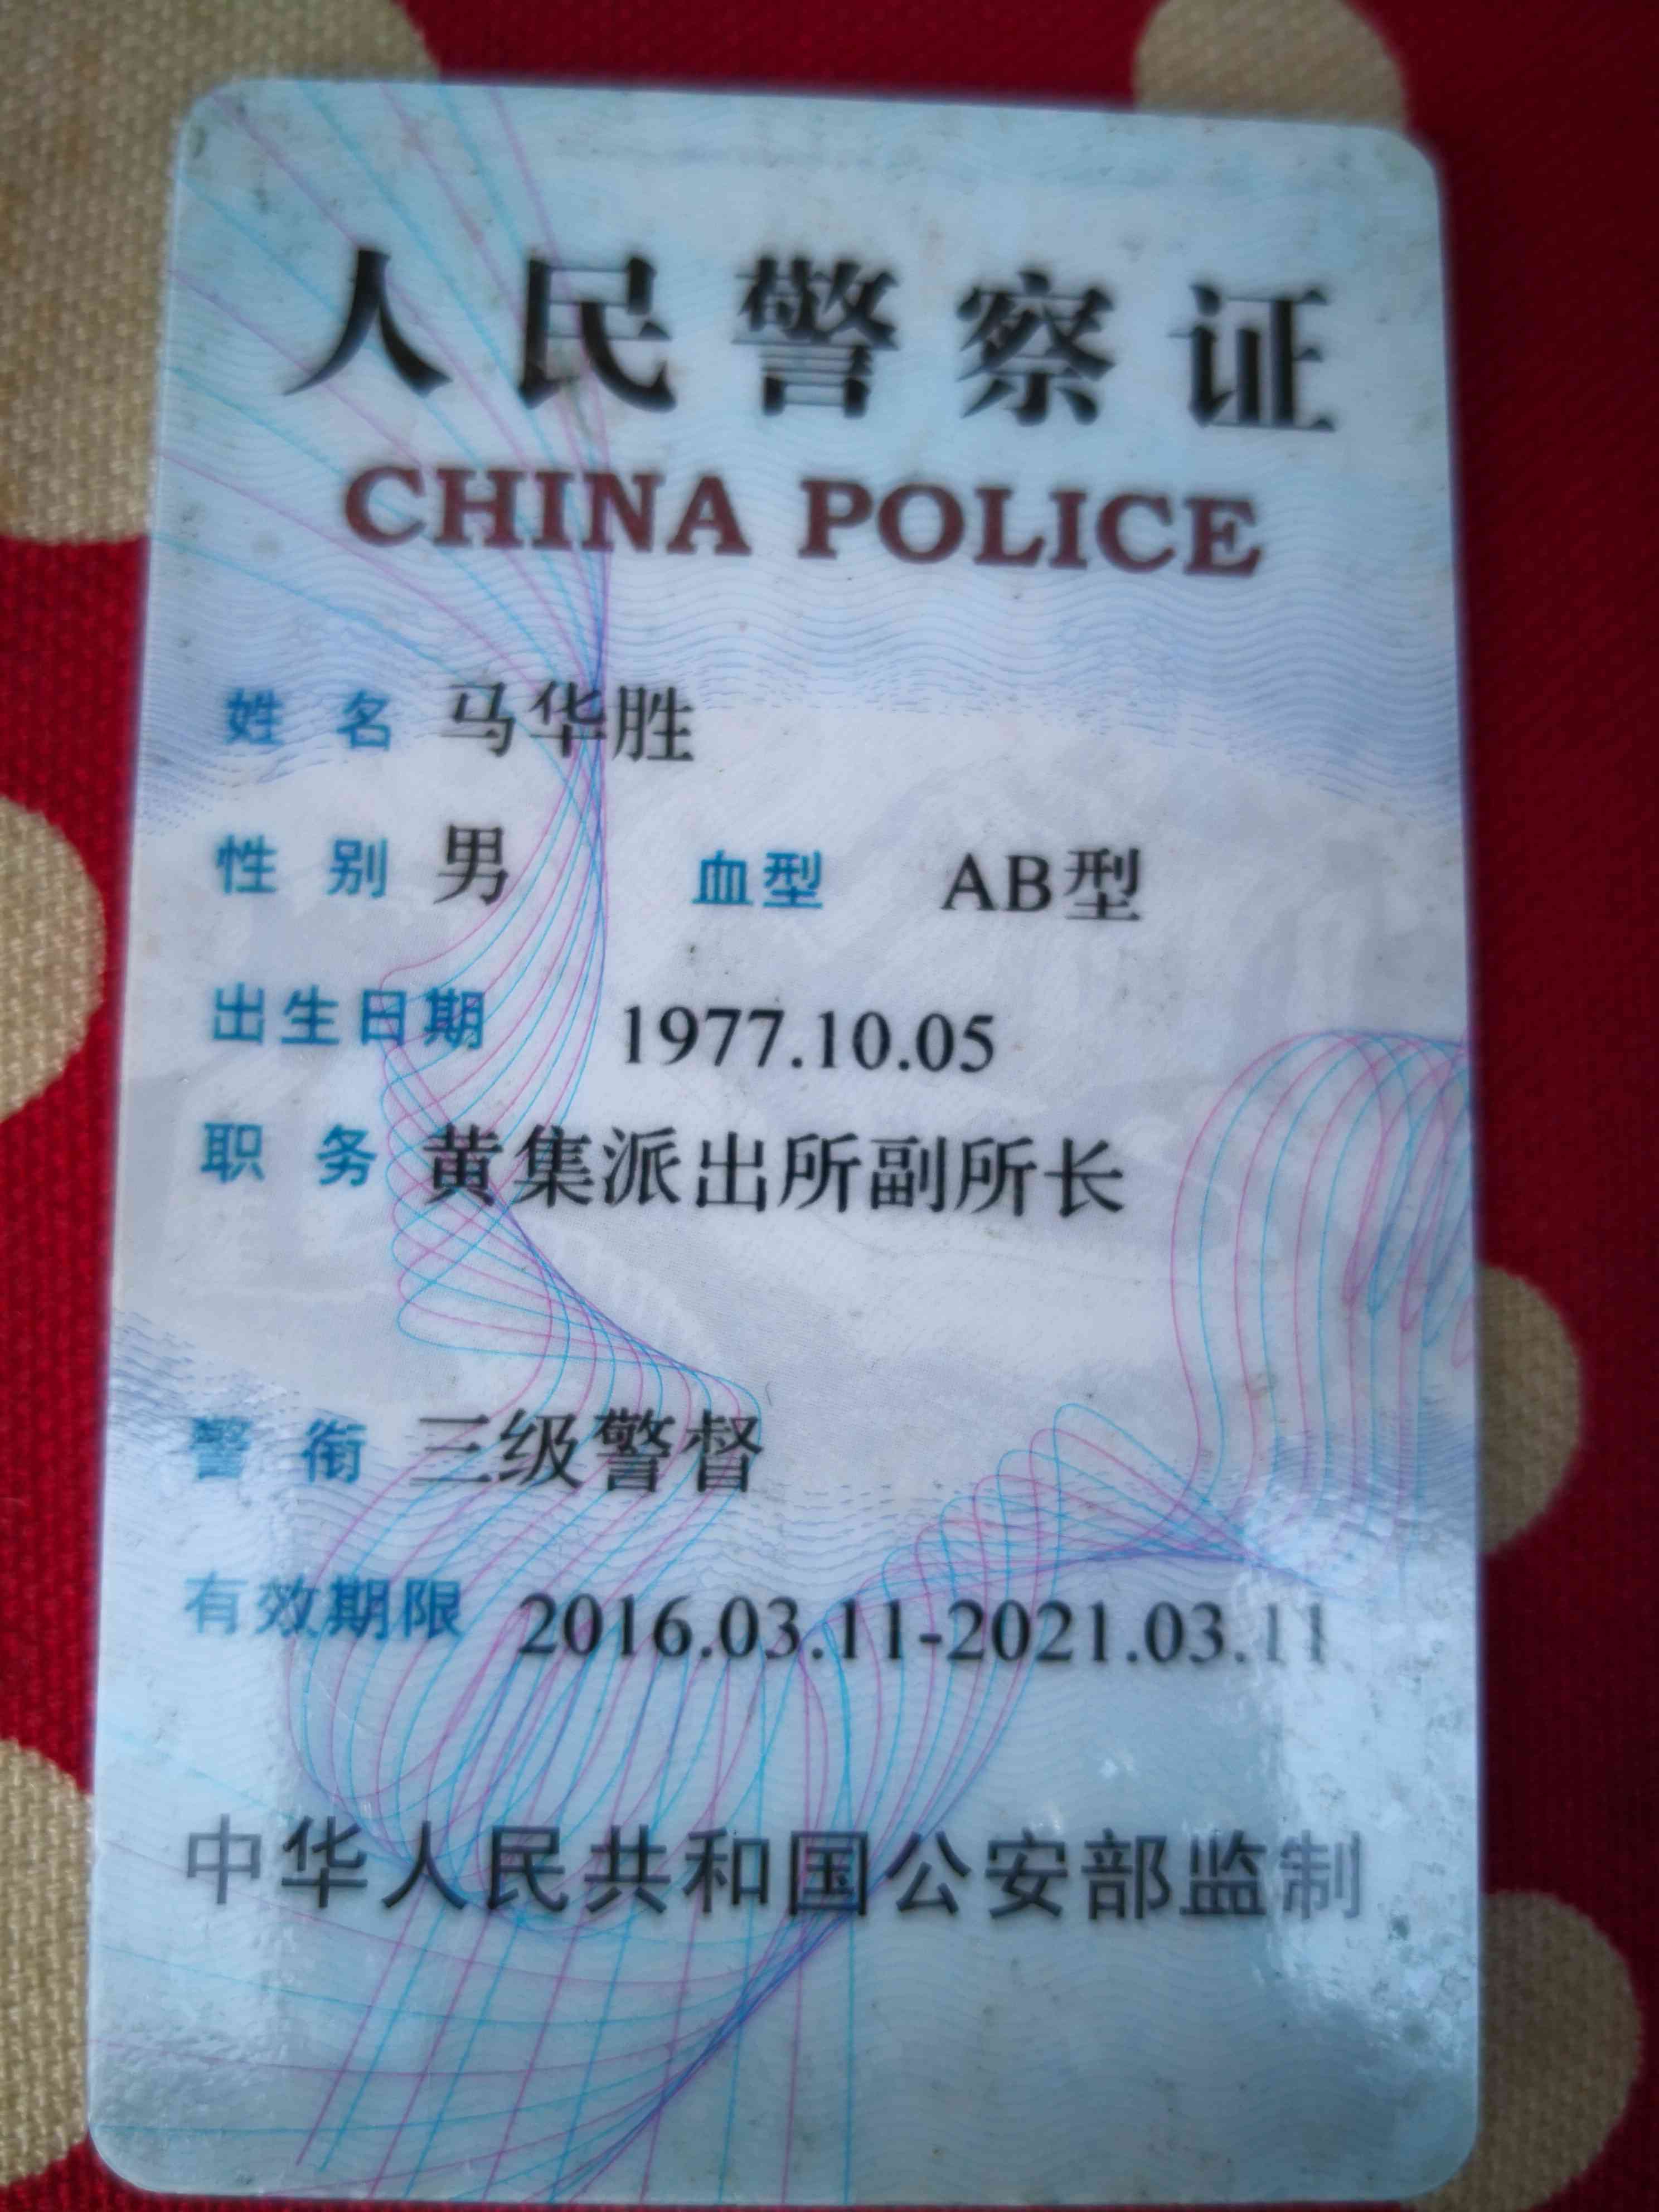 人民警察证
CHINA POLICE
姓名 马华胜
性别 男 血型 AB型
出生日期 1977.10.05
职务 黄集派出所副所长
警衔 三级警督
有效期限 2016.03.11-2021.03.11
中华人民共和国公安部监制